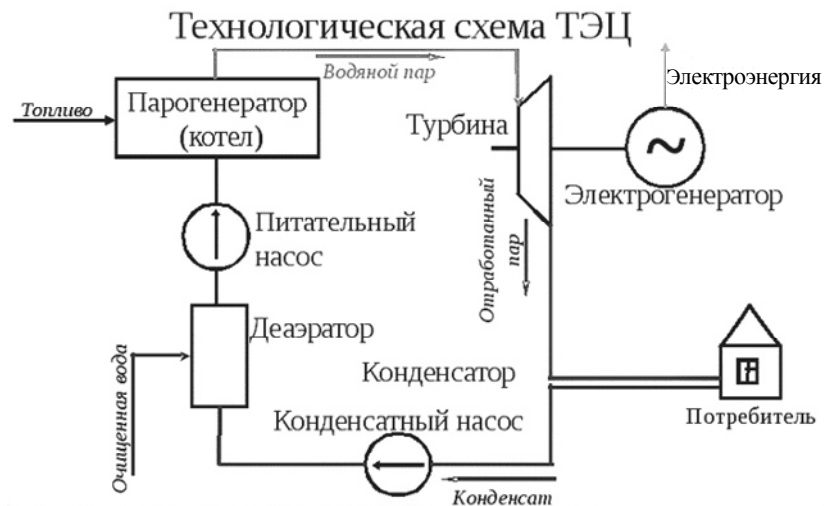 Технологическая схема ТЭЦ
Водяной пар
Электроэнергия
Топливо
Парогенератор
(котел)
Турбина
Электрогенератор
Питательный
насос
Отработанный
пар
Деаэратор
Очищенная вода
Конденсатор
Потребитель
Конденсатный насос
Конденсат